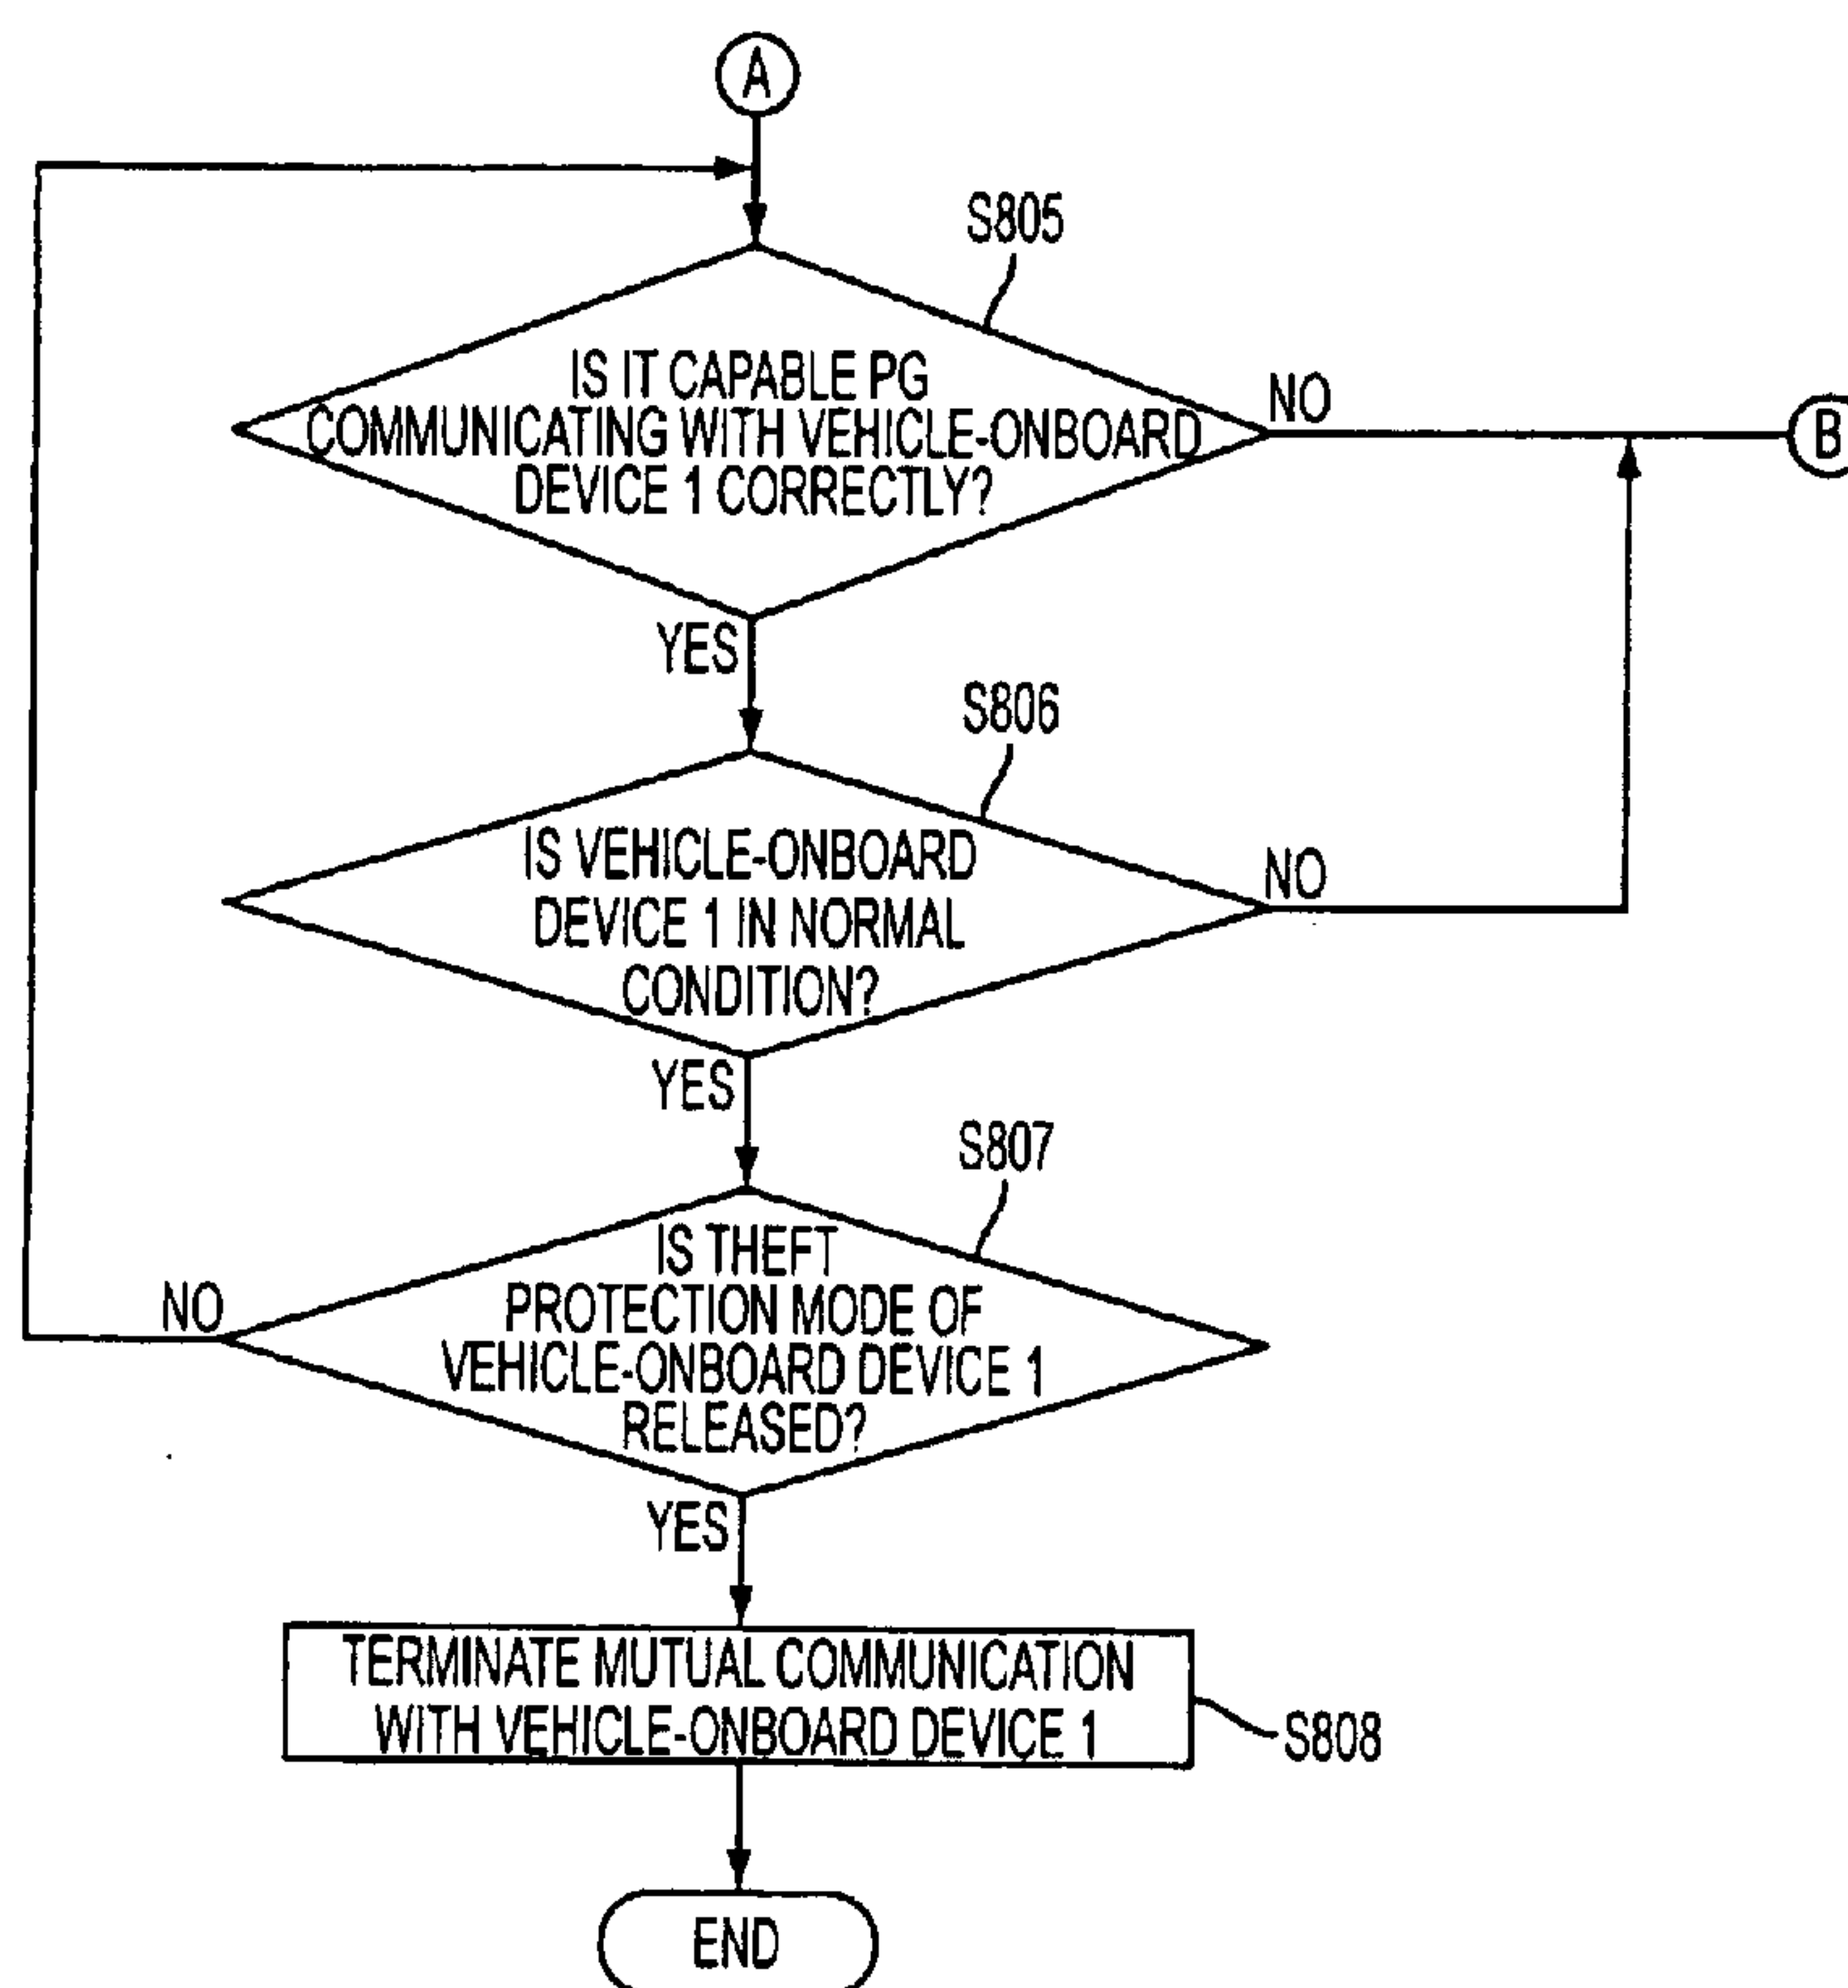 A
S805
IS IT CAPABLE PG
COMMUNICATING WITH VEHICLE-ONBOARD
DEVICE 1 CORRECTLY?
NO
B
YES
S806
IS VEHICLE-ONBOARD
DEVICE 1 IN NORMAL
CONDITION?
NO
YES
S807
IS THEFT
PROTECTION MODE OF
VEHICLE-ONBOARD DEVICE 1
RELEASED?
NO
YES
TERMINATE MUTUAL COMMUNICATION
WITH VEHICLE-ONBOARD DEVICE 1
S808
END